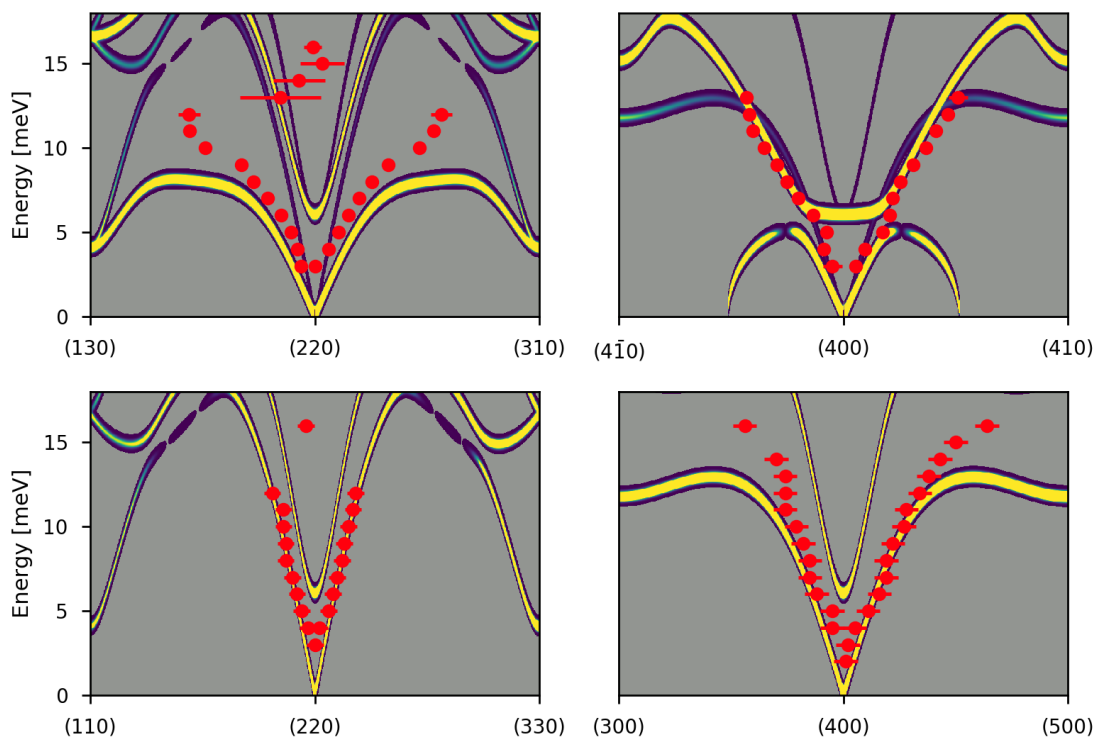 Energy [meV]
15
10
5
0
(130) (220) (310)
(41̄0) (400) (410)
Energy [meV]
15
10
5
0
(110) (220) (330)
(300) (400) (500)